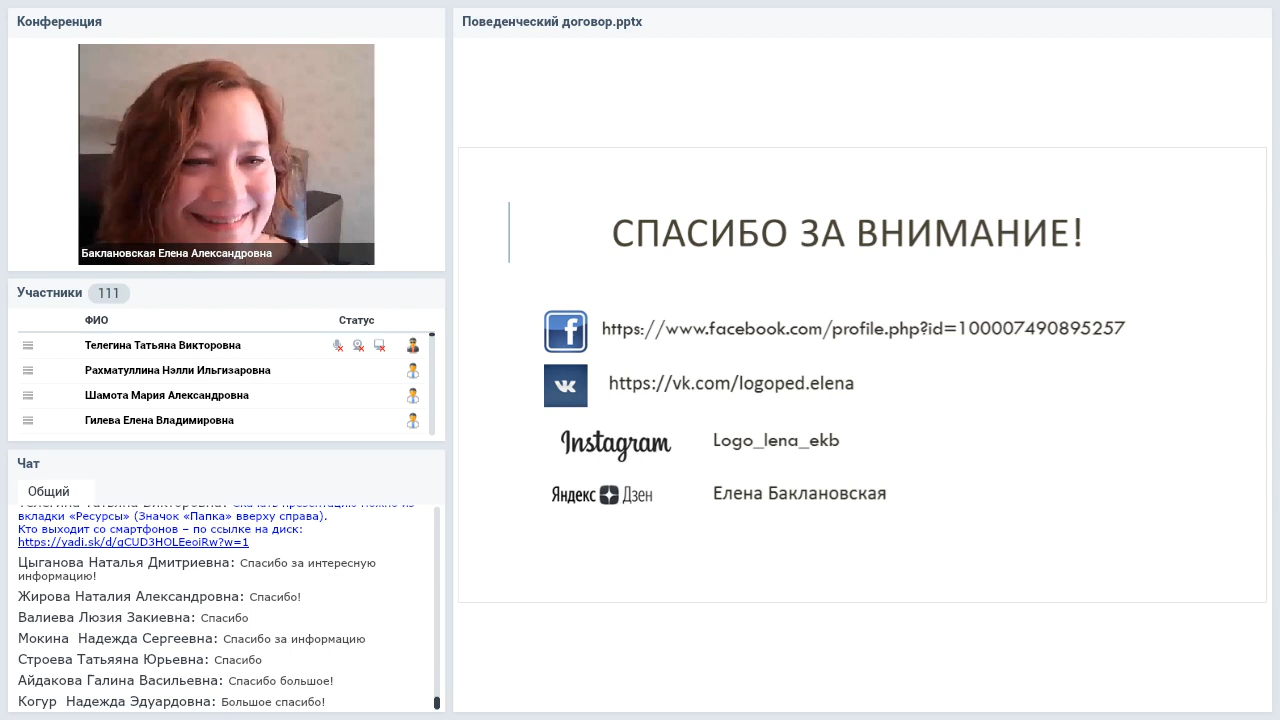 Конференция
Баклановская Елена Александровна
Участники 111
ФИО Статус
Телегина Татьяна Викторовна
Рахматуллина Нэлли Ильгизаровна
Шамота Мария Александровна
Гилева Елена Владимировна
Чат
Общий
вкладки «Ресурсы» (Значок «Папка» вверху справа).
Кто выходит со смартфонов – по ссылке на диск:
https://yadi.sk/d/gCUD3HOLEeoiRw?w=1
Цыганова Наталья Дмитриевна: Спасибо за интересную
информацию!
Жирова Наталия Александровна: Спасибо!
Валиева Люзия Закиевна: Спасибо
Мокина Надежда Сергеевна: Спасибо за информацию
Строева Татьяяна Юрьевна: Спасибо
Айдакова Галина Васильевна: Спасибо большое!
Когур Надежда Эдуардовна: Большое спасибо!
Поведенческий договор.pptx
СПАСИБО ЗА ВНИМАНИЕ!
https://www.facebook.com/profile.php?id=100007490895257
https://vk.com/logoped.elena
Instagram Logo_lena_ekb
Яндекс Дзен Елена Баклановская